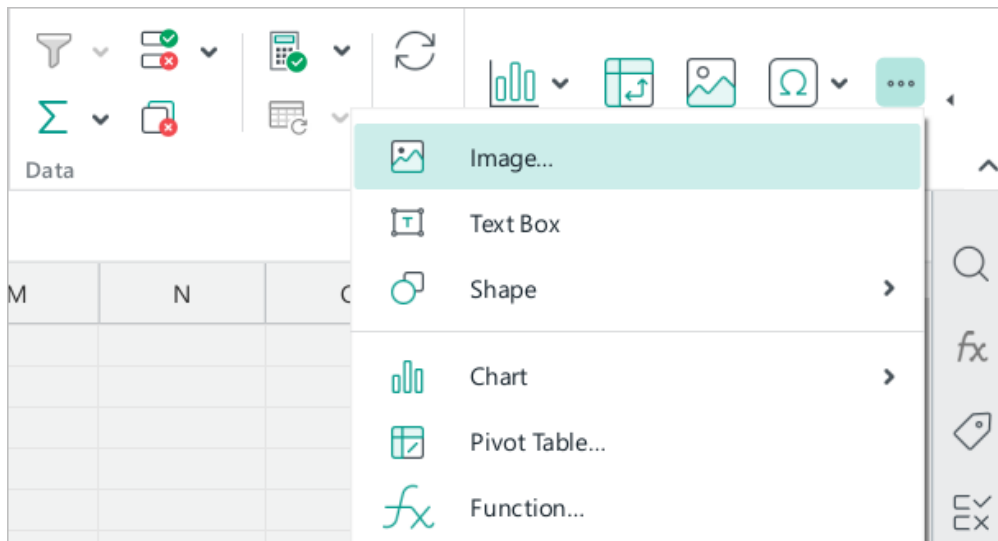 Data
Image...
Text Box
Shape
M
N
Chart
Pivot Table...
Function...